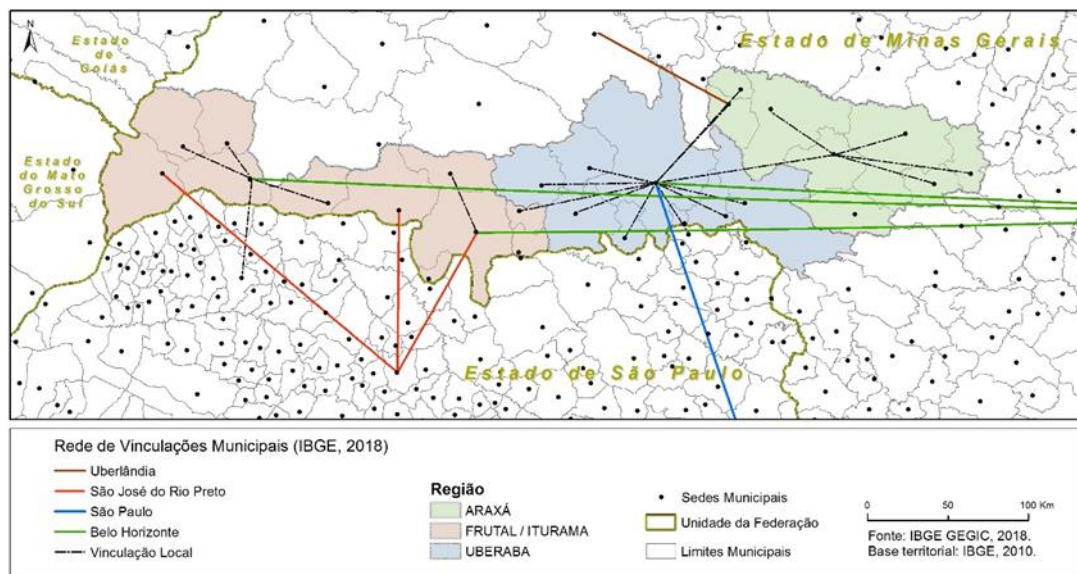 N
Estado
de
Goiás
Estado de Minas Gerais
Estado
do Mato
Grosso
do Sul
Estado de São Paulo
Rede de Vinculações Municipais (IBGE, 2018)
Uberlândia
São José do Rio Preto
São Paulo
Belo Horizonte
Vinculação Local
Região
ARAXÁ
FRUTAL / ITURAMA
UBERABA
Sedes Municipais
Unidade da Federação
Limites Municipais
0 50 100 Km
Fonte: IBGE GEGIC, 2018.
Base territorial: IBGE, 2010.